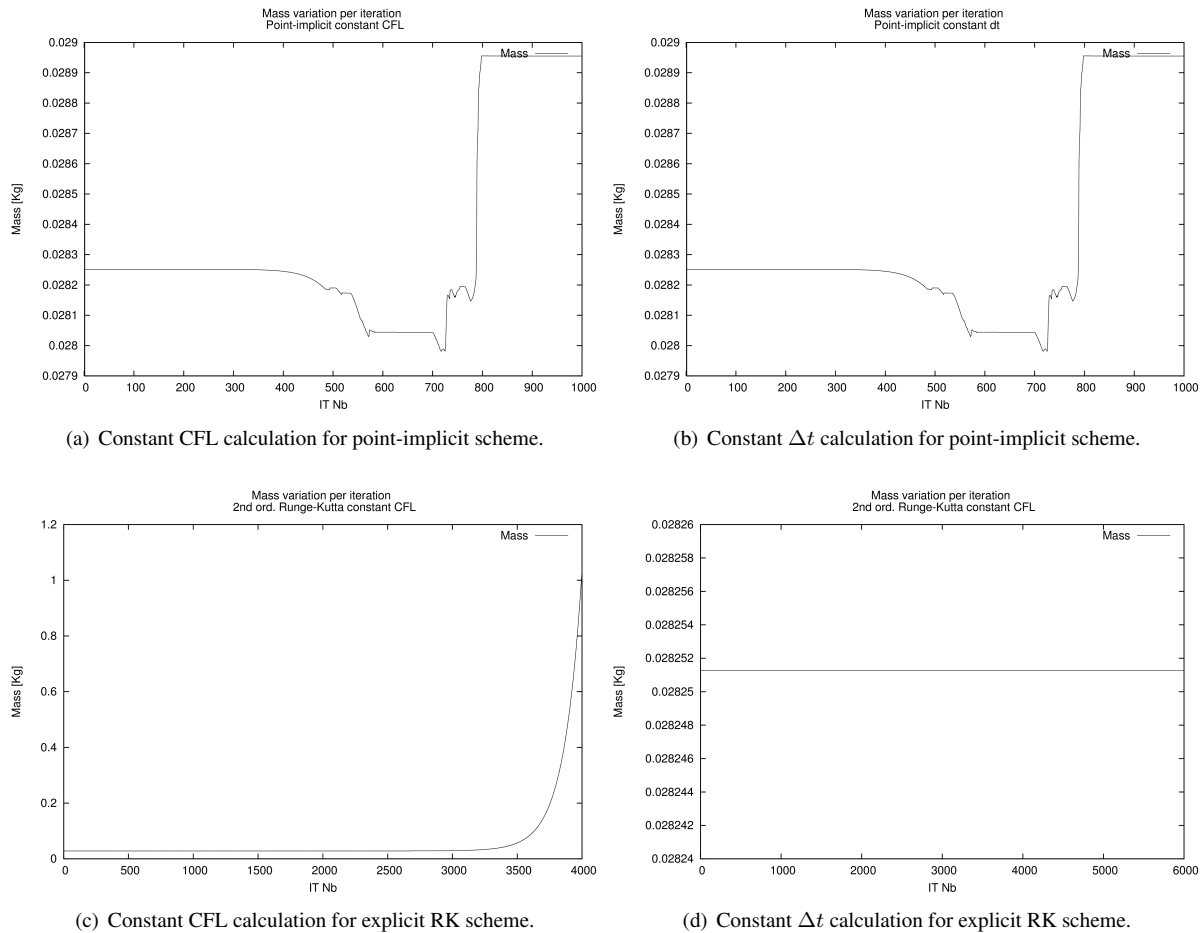 Mass variation per iteration
Point-implicit constant CFL
0.029
0.0289
0.0288
0.0287
0.0286
0.0285
0.0284
0.0283
0.0282
0.0281
0.028
0.0279
Mass [Kg]
Mass
0 100 200 300 400 500 600 700 800 900 1000
IT Nb
(a) Constant CFL calculation for point-implicit scheme.
Mass variation per iteration
Point-implicit constant dt
0.029
0.0289
0.0288
0.0287
0.0286
0.0285
0.0284
0.0283
0.0282
0.0281
0.028
0.0279
Mass [Kg]
Mass
0 100 200 300 400 500 600 700 800 900 1000
IT Nb
(b) Constant Δt calculation for point-implicit scheme.
Mass variation per iteration
2nd ord. Runge-Kutta constant CFL
1.2
1
0.8
0.6
0.4
0.2
0
Mass [Kg]
Mass
0 500 1000 1500 2000 2500 3000 3500 4000
IT Nb
(c) Constant CFL calculation for explicit RK scheme.
Mass variation per iteration
2nd ord. Runge-Kutta constant CFL
0.02826
0.028258
0.028256
0.028254
0.028252
0.02825
0.028248
0.028246
0.028244
0.028242
0.02824
Mass [Kg]
Mass
0 1000 2000 3000 4000 5000 6000
IT Nb
(d) Constant Δt calculation for explicit RK scheme.